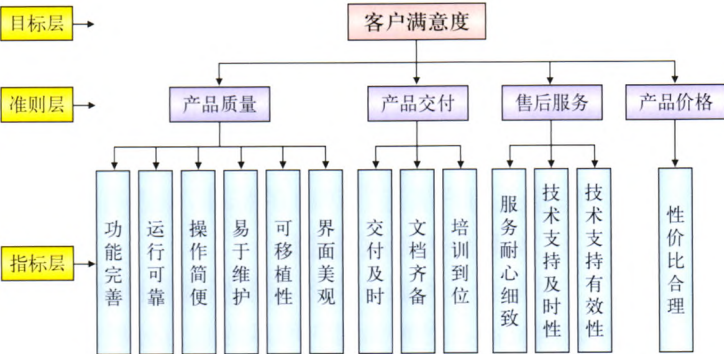 目标层
客户满意度
准则层
产品质量
产品交付
售后服务
产品价格
指标层
功能完善
运行可靠
操作简便
易于维护
可移植性
界面美观
交付及时
文档齐备
培训到位
服务耐心细致
技术支持及时性
技术支持有效性
性价比合理